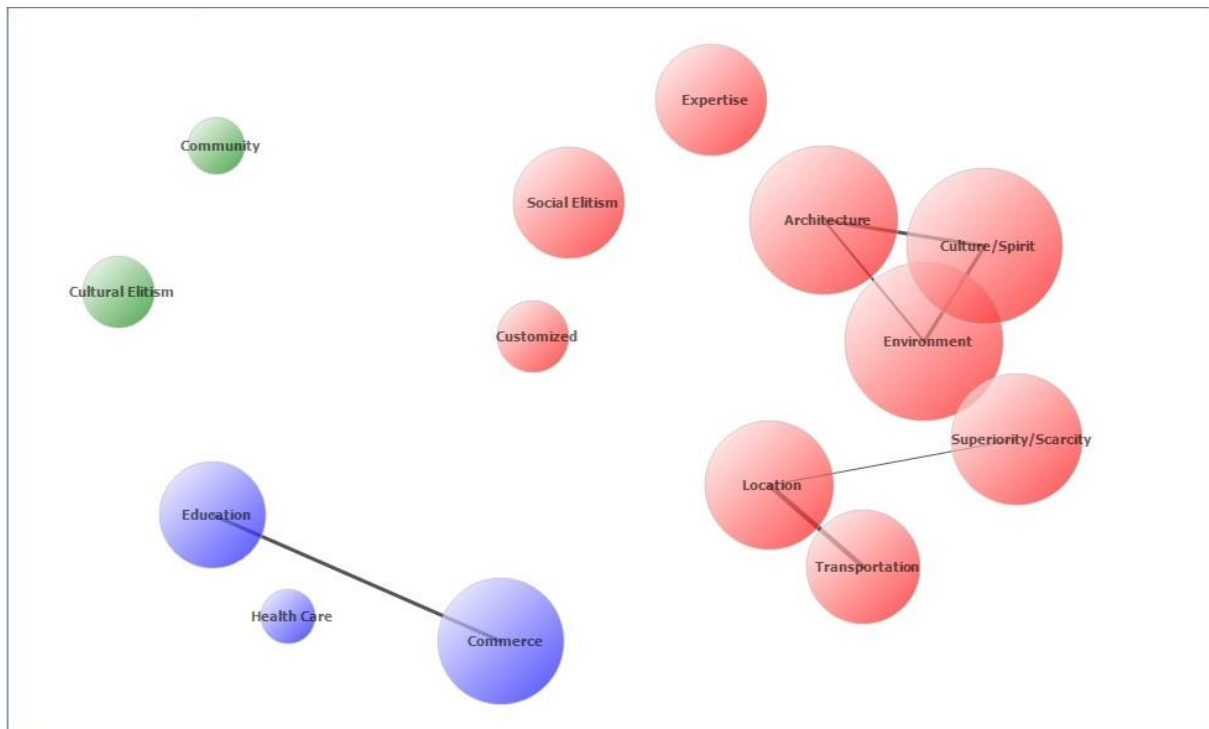 Expertise
Community
Social Elitism
Architecture
Culture/Spirit
Cultural Elitism
Customized
Environment
Superiority/Scarcity
Location
Education
Transportation
Health Care
Commerce